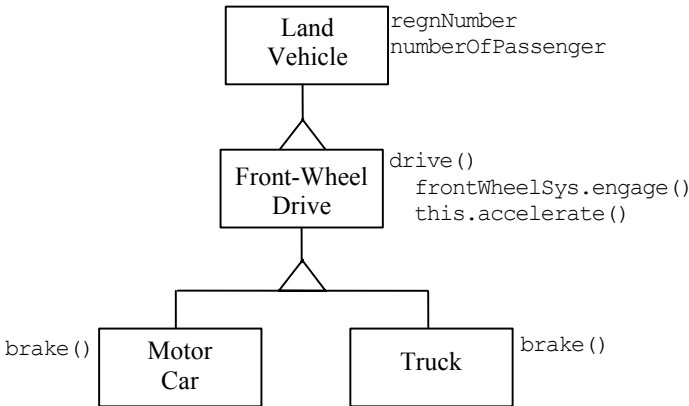 Land
Vehicle
regnNumber
numberOfPassenger
Front-Wheel
Drive
drive()
frontWheelSys.engage()
this.accelerate()
brake()
Motor
Car
Truck
brake()